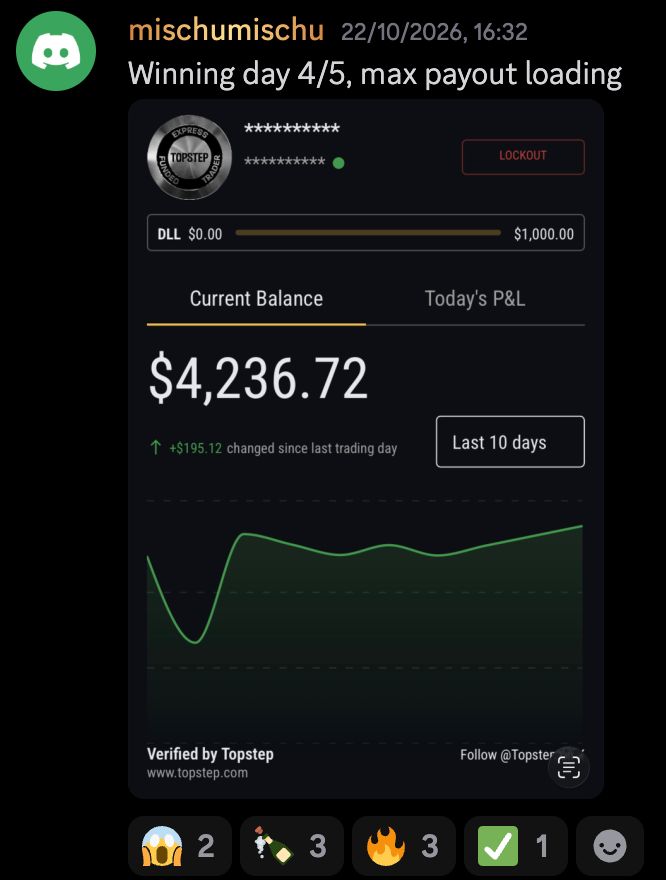 mischumischu 22/10/2026, 16:32
Winning day 4/5, max payout loading
EXPRESS
TOPSTEP
FUNDED TRADER
**********
**********
LOCKOUT
DLL $0.00 $1,000.00
Current Balance Today's P&L
$4,236.72
↑ +$195.12 changed since last trading day
Last 10 days
Verified by Topstep Follow
www.topstep.com
2 3 3 1